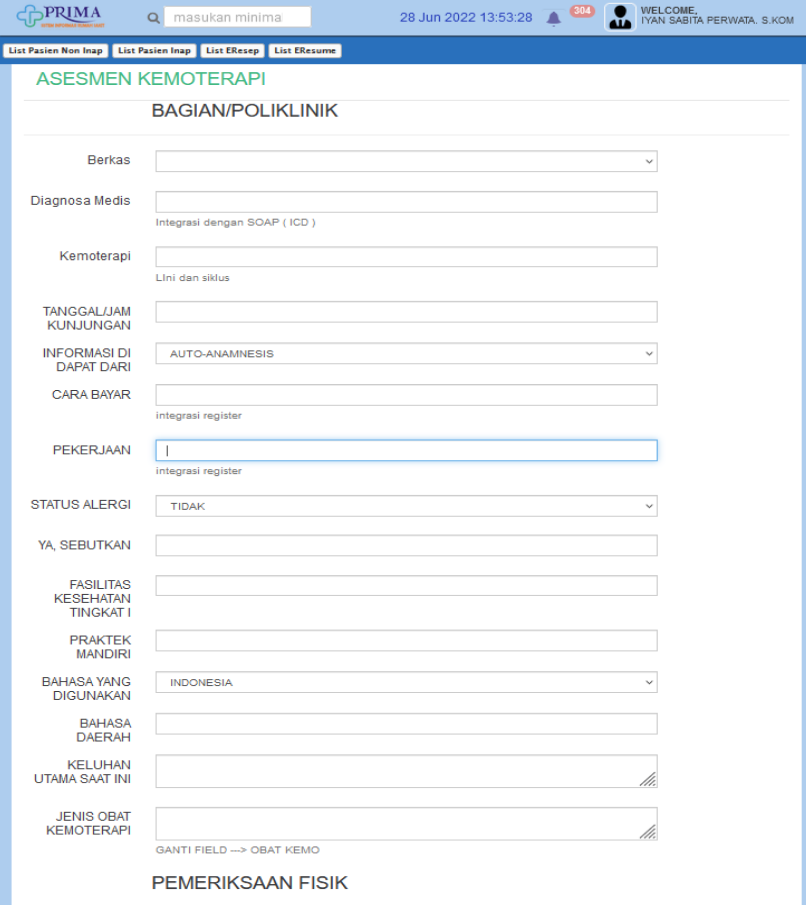 PRIMA
masukan minima
28 Jun 2022 13:53:28
304
WELCOME,
IYAN SABITA PERWATA. S.KOM
List Pasien Non Inap
List Pasien Inap
List EResep
List EResume
ASESMEN KEMOTERAPI
BAGIAN/POLIKLINIK
Berkas
Diagnosa Medis
Integrasi dengan SOAP ( ICD )
Kemoterapi
LIni dan siklus
TANGGAL/JAM
KUNJUNGAN
INFORMASI DI
DAPAT DARI
AUTO-ANAMNESIS
CARA BAYAR
integrasi register
PEKERJAAN
integrasi register
STATUS ALERGI
TIDAK
YA, SEBUTKAN
FASILITAS
KESEHATAN
TINGKAT I
PRAKTEK
MANDIRI
BAHASA YANG
DIGUNAKAN
INDONESIA
BAHASA
DAERAH
KELUHAN
UTAMA SAAT INI
JENIS OBAT
KEMOTERAPI
GANTI FIELD ---> OBAT KEMO
PEMERIKSAAN FISIK